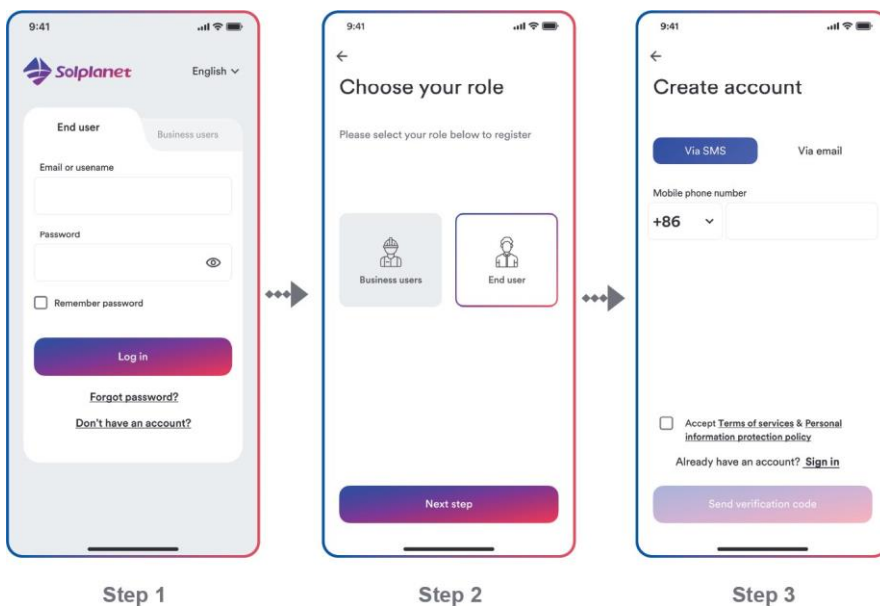 9:41
Solplanet
English
End user
Business users
Email or usename
Password
Remember password
Log in
Forgot password?
Don't have an account?
Step 1
9:41
Choose your role
Please select your role below to register
Business users
End user
Next step
Step 2
9:41
Create account
Via SMS
Via email
Mobile phone number
+86
Accept Terms of services & Personal
information protection policy
Already have an account? Sign in
Send verification code
Step 3